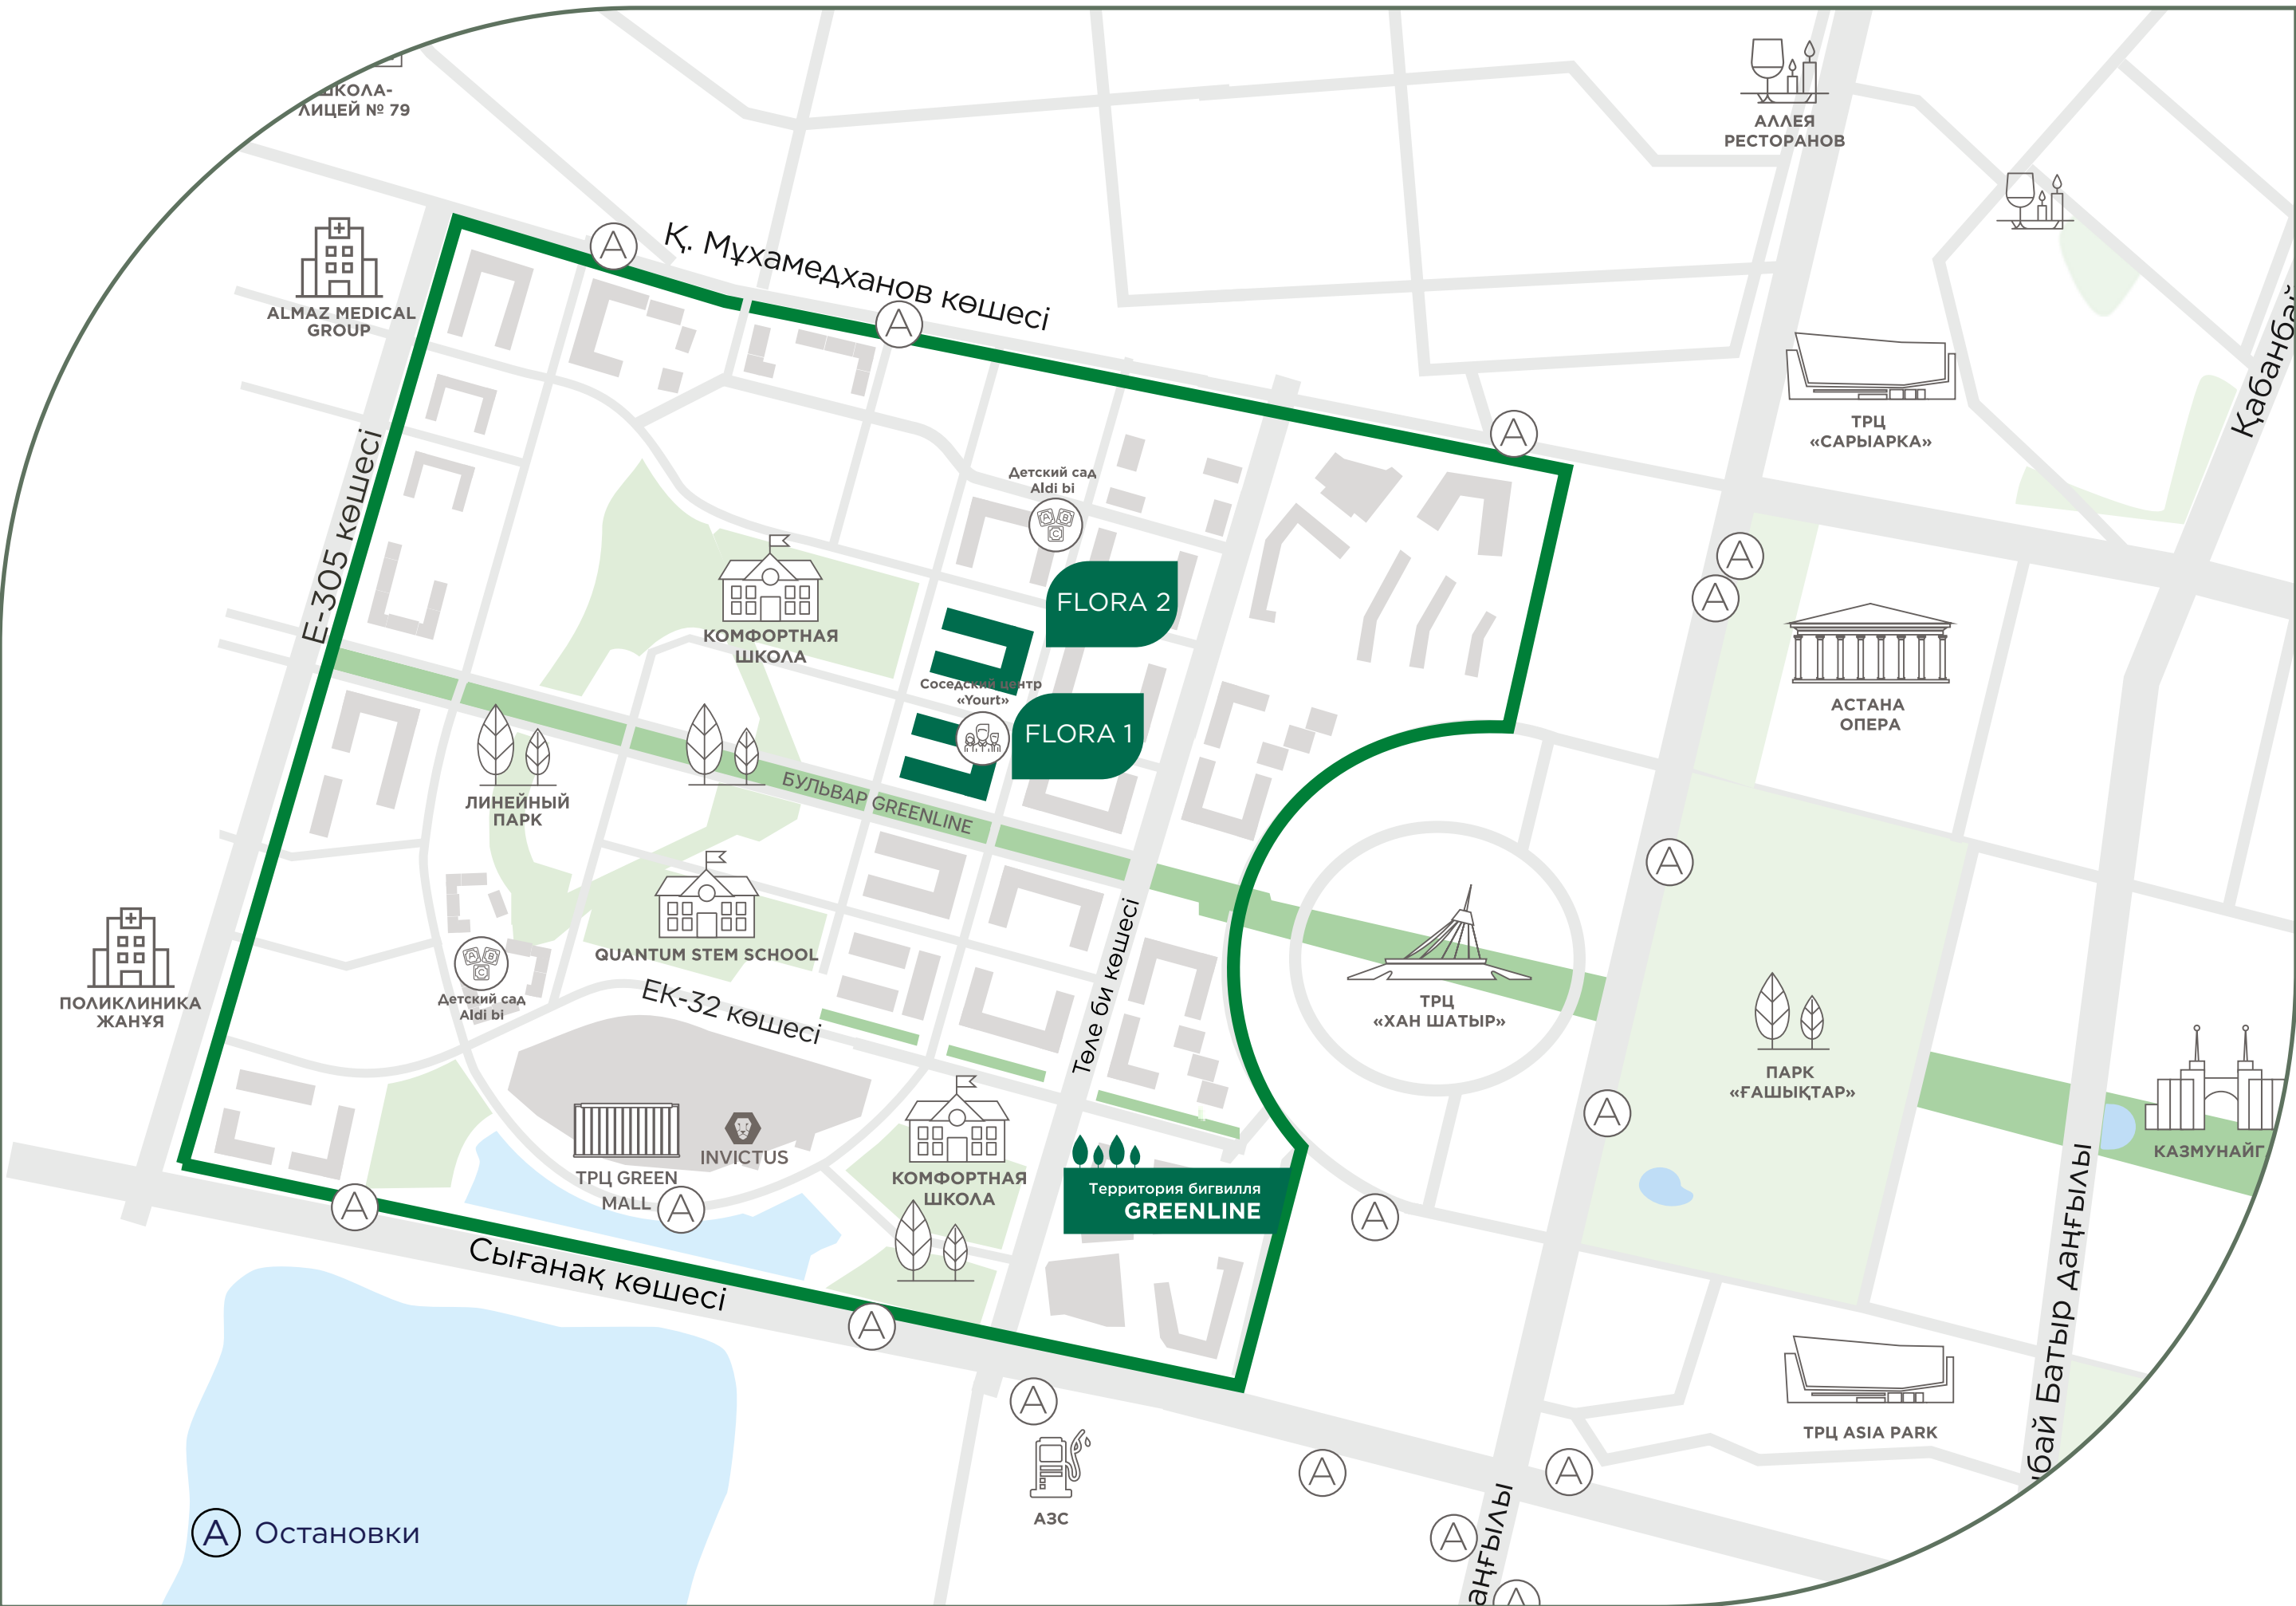 ШКОЛА-
ЛИЦЕЙ № 79
АЛЛЕЯ
РЕСТОРАНОВ
ALMAZ MEDICAL
GROUP
A
Қ. Мұхамедханов көшесі
A
A
ТРЦ
«САРЫАРКА»
Е-305 көшесі
Детский сад
Aldi bi
A B
C
FLORA 2
A
A
КОМФОРТНАЯ
ШКОЛА
Соседский центр
«Yourt»
FLORA 1
АСТАНА
ОПЕРА
ЛИНЕЙНЫЙ
ПАРК
БУЛЬВАР GREENLINE
A
QUANTUM STEM SCHOOL
Төле би көшесі
ТРЦ
«ХАН ШАТЫР»
ПОЛИКЛИНИКА
ЖАНҰЯ
A B
C
Детский сад
Aldi bi
ЕК-32 көшесі
ПАРК
«ҒАШЫҚТАР»
A
КАЗМУНАЙГ
ТРЦ GREEN
MALL
INVICTUS
A
КОМФОРТНАЯ
ШКОЛА
Территория бигвилля
GREENLINE
A
A
Сығанақ көшесі
A
A
АЗС
A
A
A
A
ТРЦ ASIA PARK
Қабанбай
бай Батыр даңғылы
аңғылы
A Остановки